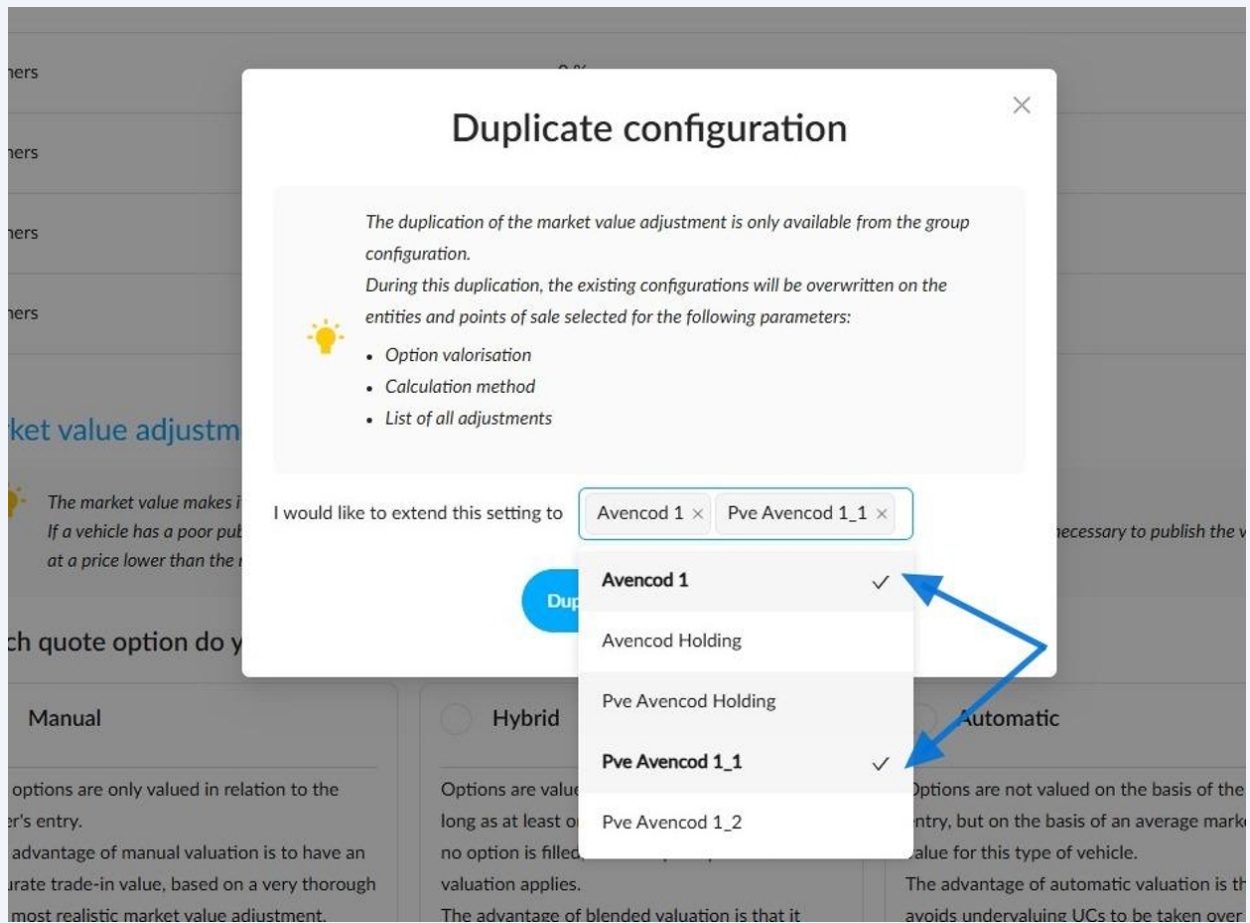 ners
ners
ners
ners
Duplicate configuration
The duplication of the market value adjustment is only available from the group
configuration.
During this duplication, the existing configurations will be overwritten on the
entities and points of sale selected for the following parameters:
• Option valorisation
• Calculation method
• List of all adjustments
ket value adjustm
The market value makes i
If a vehicle has a poor pub
at a price lower than the
necessary to publish the v
I would like to extend this setting to
Avencod 1 ×
Pve Avencod 1_1 ×
Dup
Avencod 1
Avencod Holding
Pve Avencod Holding
Pve Avencod 1_1
Pve Avencod 1_2
ch quote option do y
Manual
options are only valued in relation to the
er's entry.
advantage of manual valuation is to have an
urate trade-in value, based on a very thorough
most realistic market value adjustment.
Hybrid
Options are value
long as at least o
no option is filled
valuation applies.
The advantage of blended valuation is that it
Automatic
Options are not valued on the basis of the
entry, but on the basis of an average marke
value for this type of vehicle.
The advantage of automatic valuation is th
avoids undervaluing UCs to be taken over